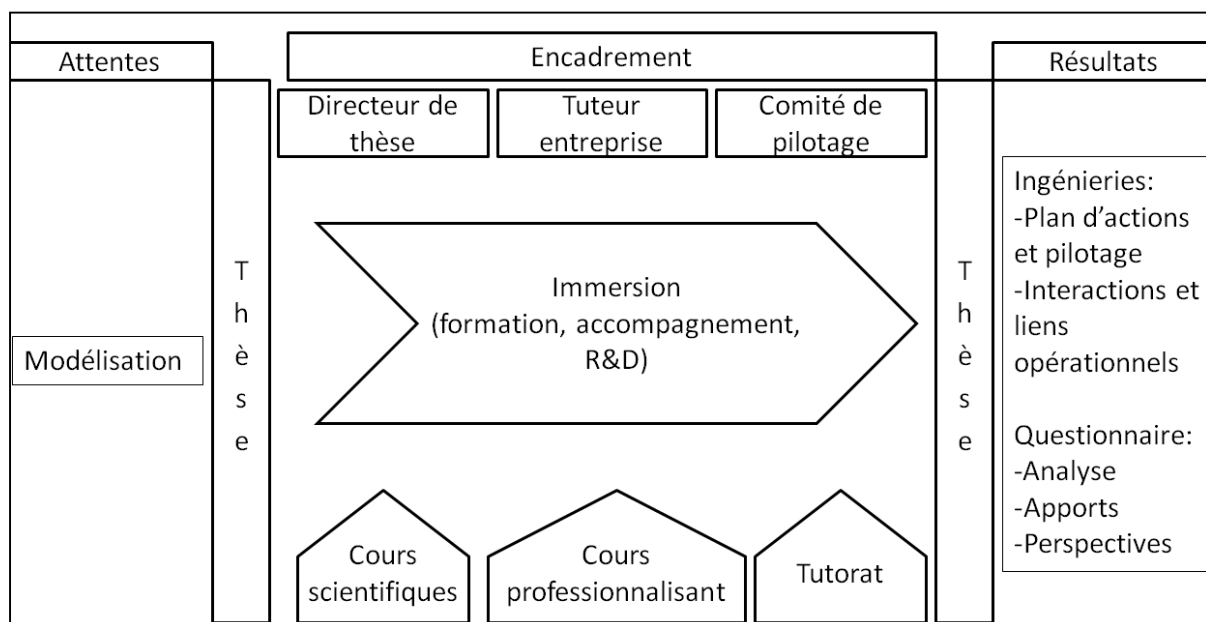 Attentes
Encadrement
Résultats
Directeur de
thèse
Tuteur
entreprise
Comité de
pilotage
Modélisation
T
h
è
s
e
Immersion
(formation, accompagnement,
R&D)
Cours
scientifiques
Cours
professionnalisant
Tutorat
T
h
è
s
e
Ingénieries:
-Plan d’actions
et pilotage
-Interactions et
liens
opérationnels
Questionnaire:
-Analyse
-Apports
-Perspectives